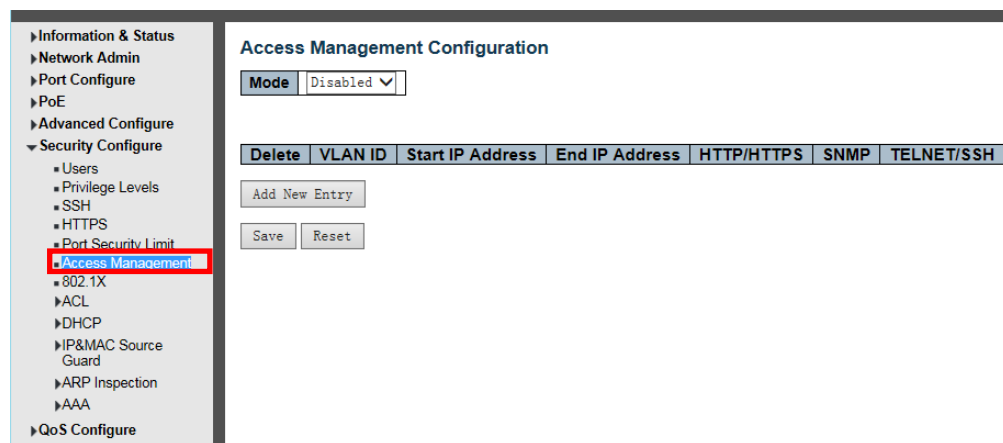 Information & Status
Network Admin
Port Configure
PoE
Advanced Configure
Security Configure
Users
Privilege Levels
SSH
HTTPS
Port Security Limit
Access Management
802.1X
ACL
DHCP
IP&MAC Source
Guard
ARP Inspection
AAA
QoS Configure
Access Management Configuration
Mode Disabled
Delete VLAN ID Start IP Address End IP Address HTTP/HTTPS SNMP TELNET/SSH
Add New Entry
Save Reset